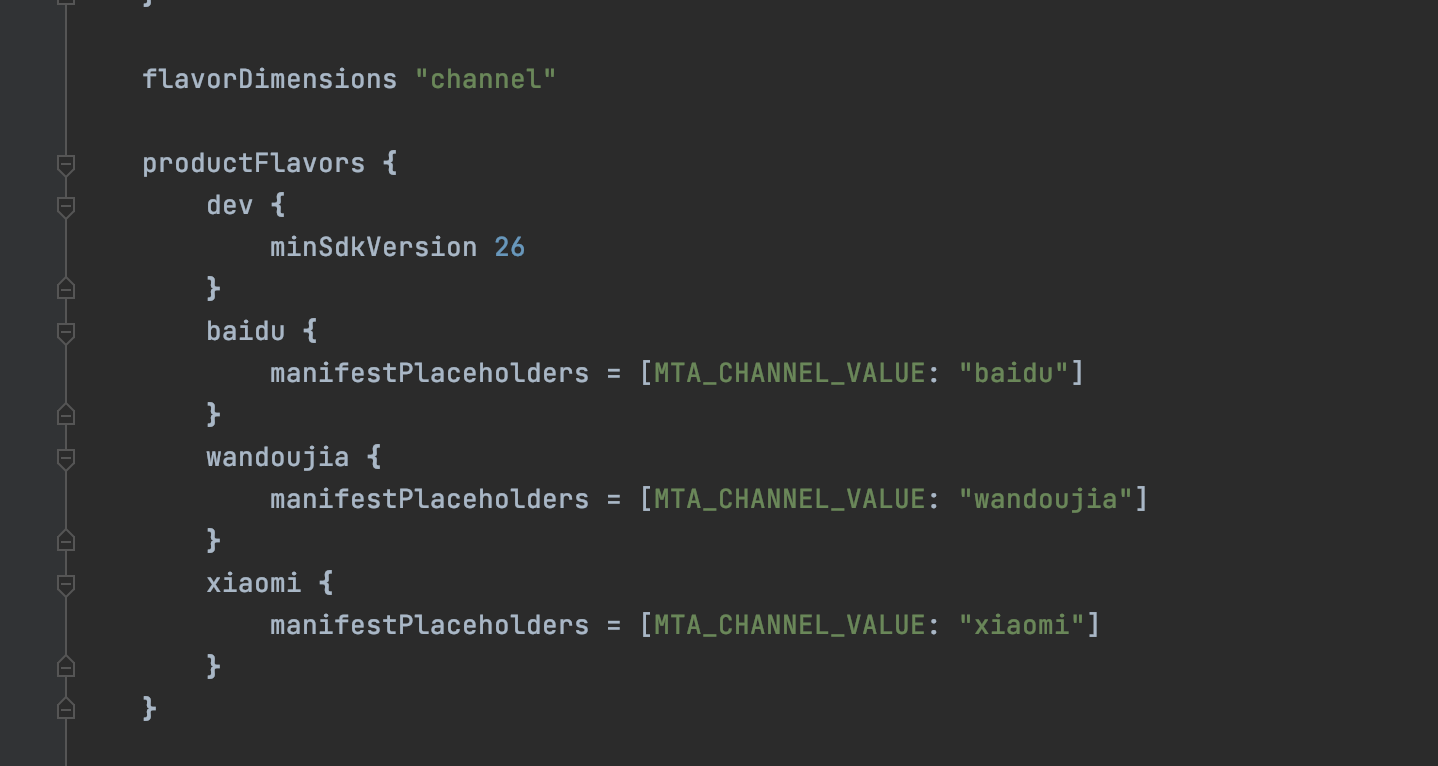 }
flavorDimensions "channel"
productFlavors {
dev {
minSdkVersion 26
}
baidu {
manifestPlaceholders = [MTA_CHANNEL_VALUE: "baidu"]
}
wandoujia {
manifestPlaceholders = [MTA_CHANNEL_VALUE: "wandoujia"]
}
xiaomi {
manifestPlaceholders = [MTA_CHANNEL_VALUE: "xiaomi"]
}
}